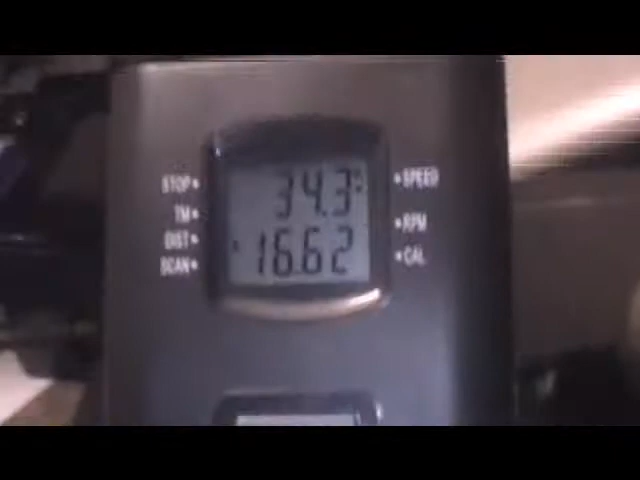 STOP
TM
DIST
SCAN
34.3
16.62
SPEED
RPM
CAL